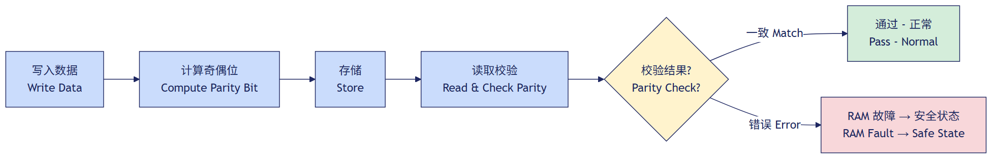 写入数据
Write Data
计算奇偶位
Compute Parity Bit
存储
Store
读取校验
Read & Check Parity
校验结果?
Parity Check?
一致 Match
通过 - 正常
Pass - Normal
错误 Error
RAM 故障 → 安全状态
RAM Fault → Safe State